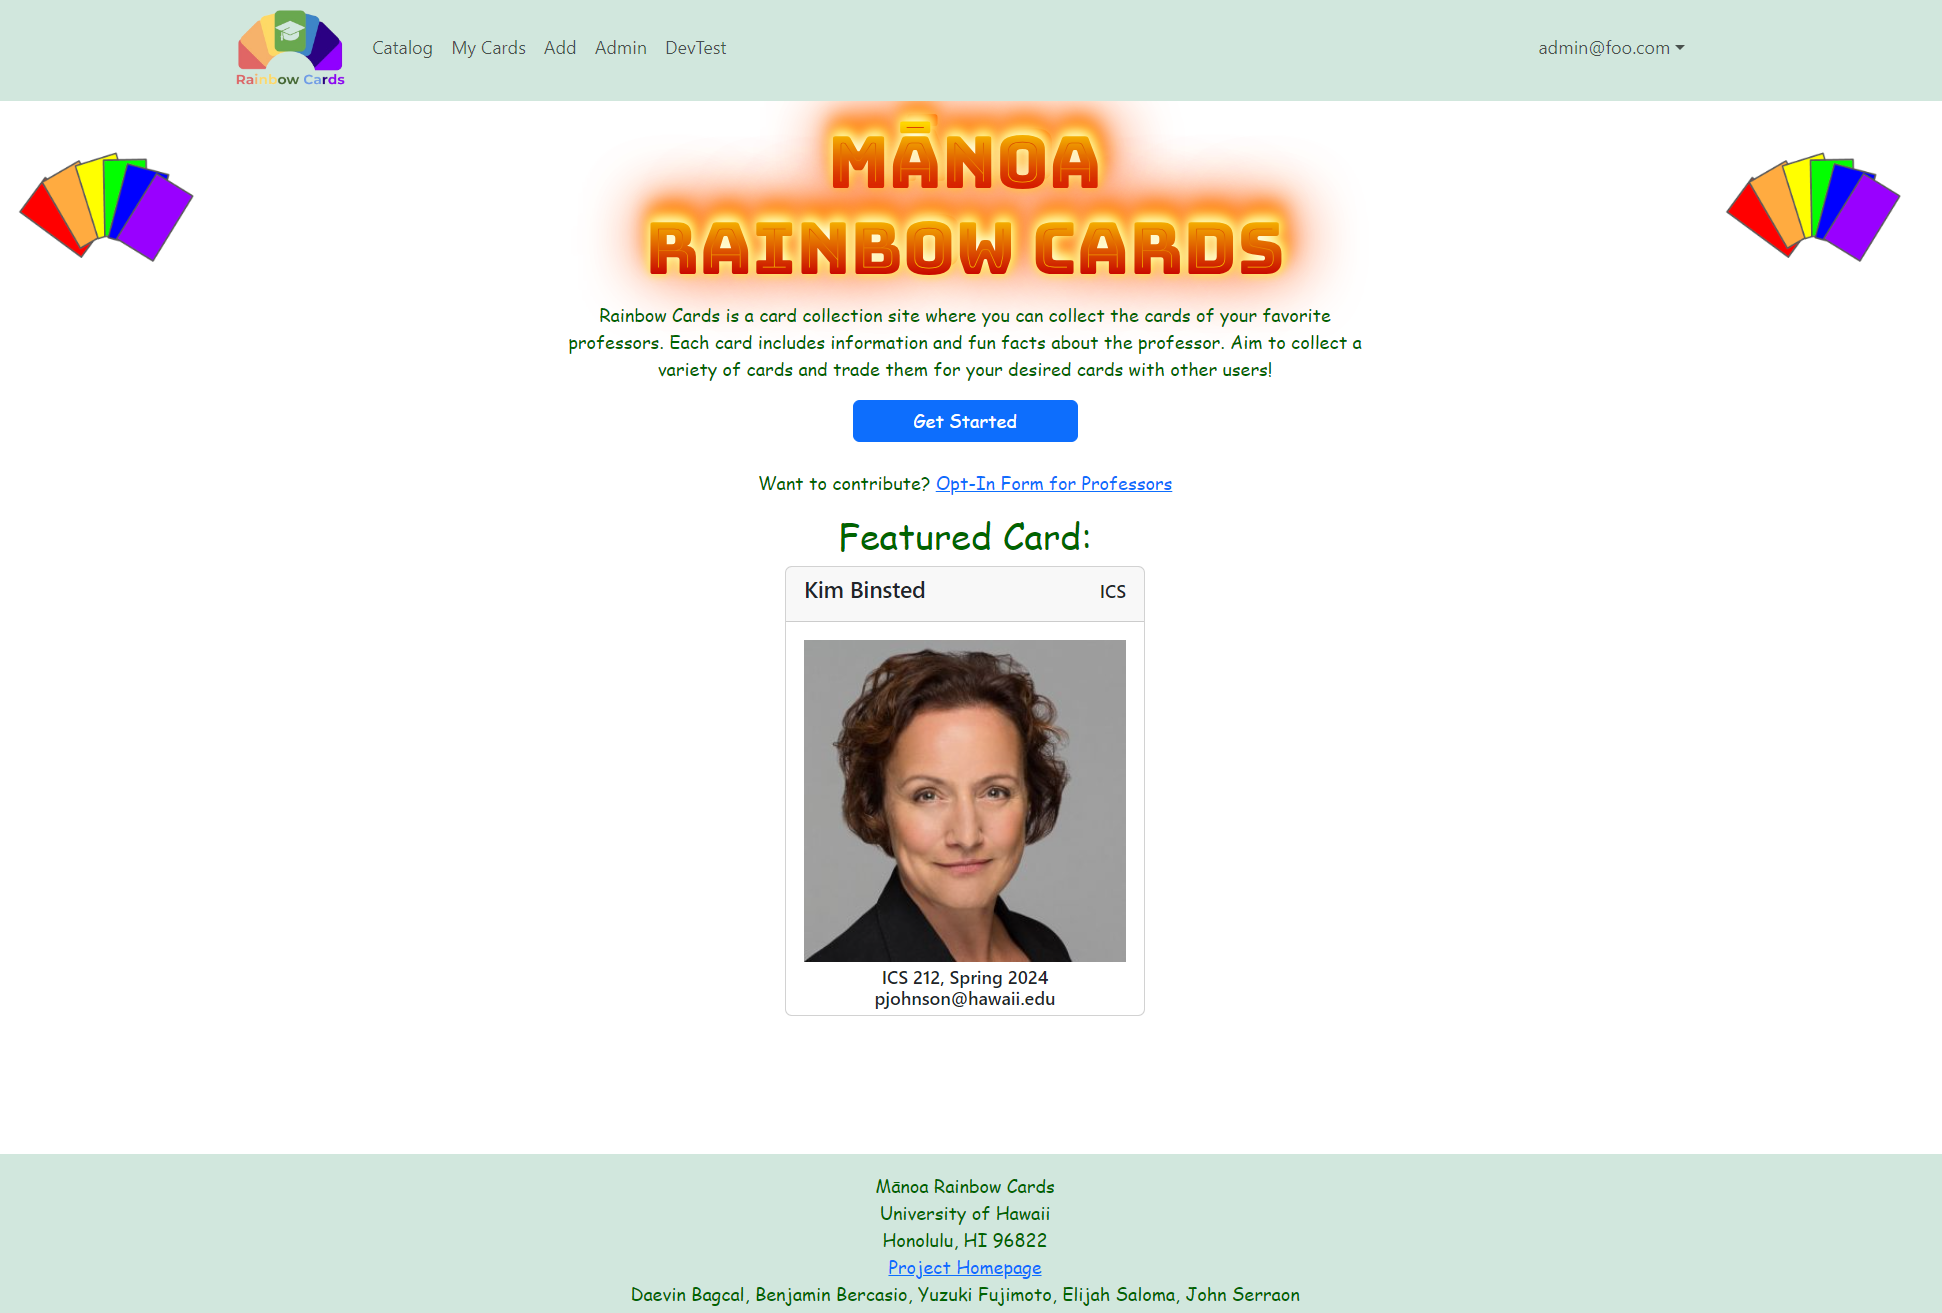 Rainbow Cards
Catalog My Cards Add Admin DevTest
admin@foo.com
MĀNOA
RAINBOW CARDS
Rainbow Cards is a card collection site where you can collect the cards of your favorite
professors. Each card includes information and fun facts about the professor. Aim to collect a
variety of cards and trade them for your desired cards with other users!
Get Started
Want to contribute? Opt-In Form for Professors
Featured Card:
Kim Binsted ICS
ICS 212, Spring 2024
pjohnson@hawaii.edu
Mānoa Rainbow Cards
University of Hawaii
Honolulu, HI 96822
Project Homepage
Daevin Bagcal, Benjamin Bercasio, Yuzuki Fujimoto, Elijah Saloma, John Serraon